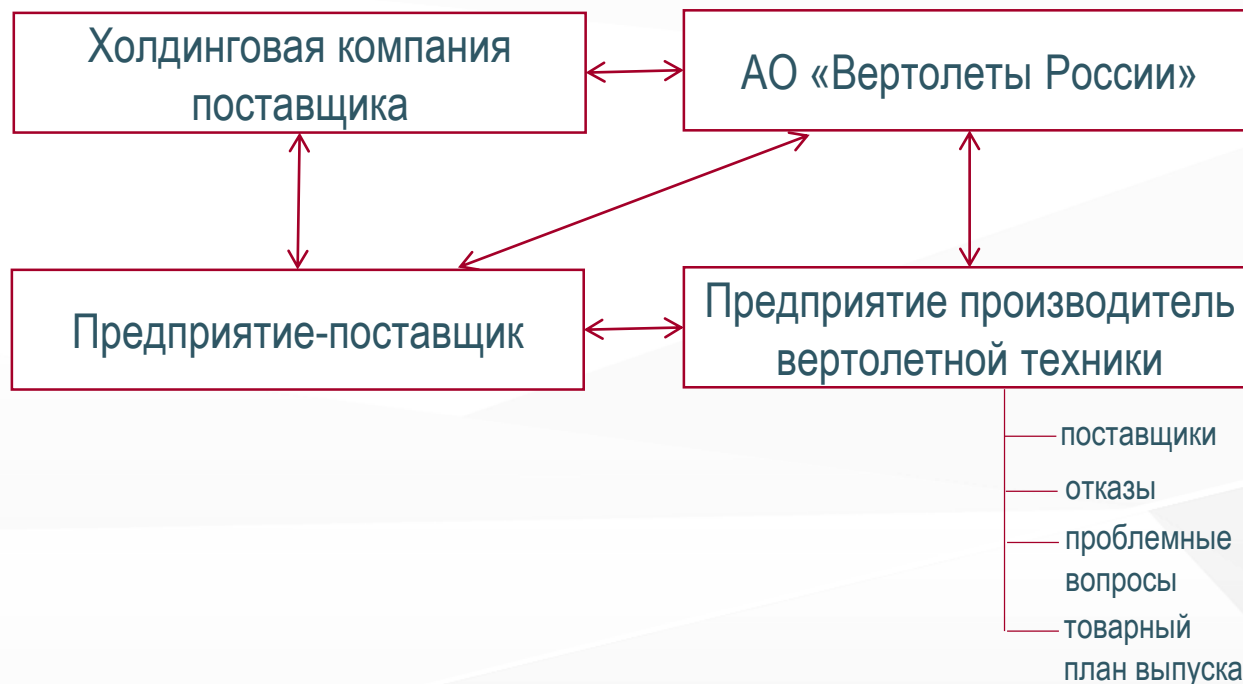 Холдинговая компания
поставщика
АО «Вертолеты России»
Предприятие-поставщик
Предприятие производитель
вертолетной техники
поставщики
отказы
проблемные
вопросы
товарный
план выпуска